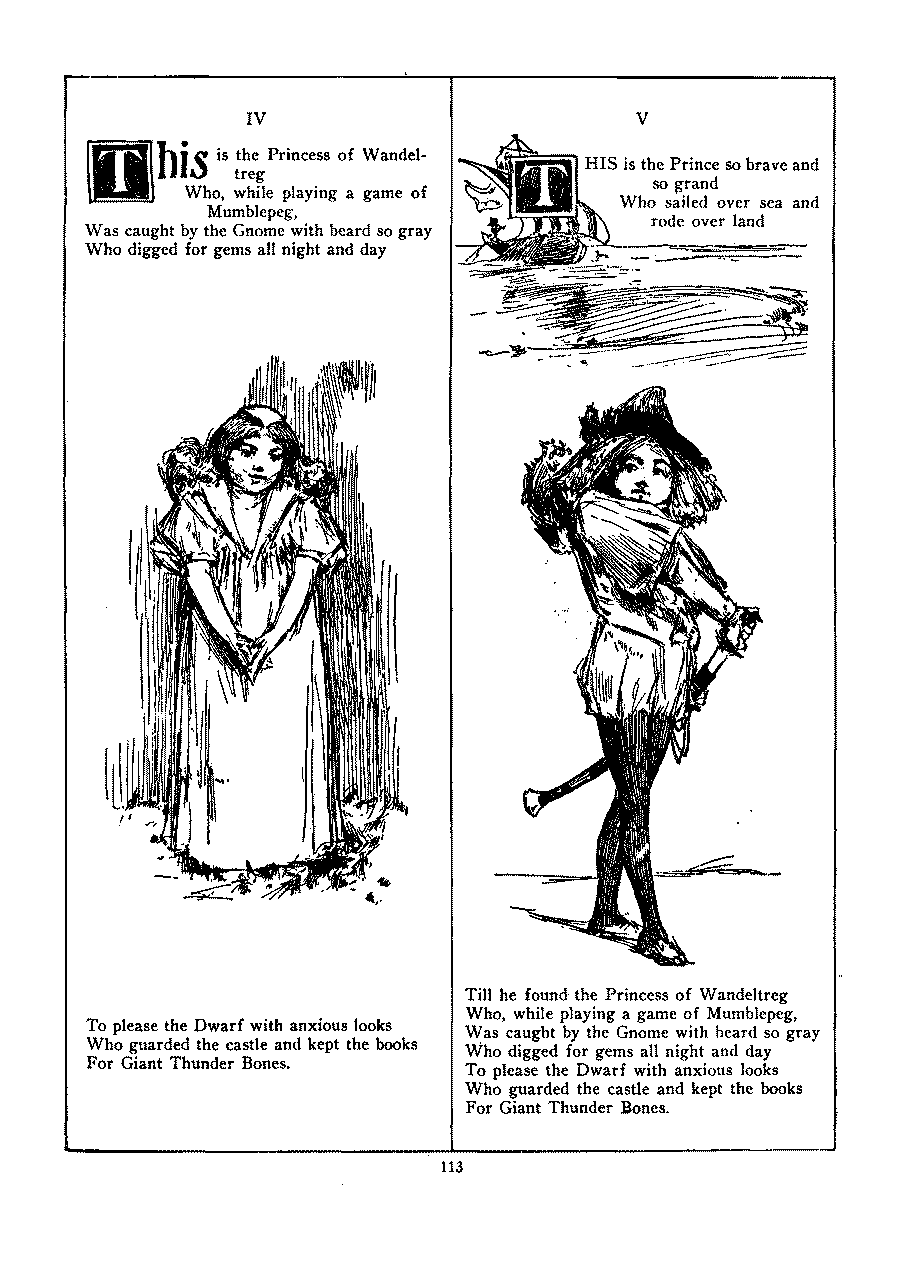 IV
This is the Princess of Wandel-
treg
Who, while playing a game of
Mumblepeg,
Was caught by the Gnome with beard so gray
Who digged for gems all night and day
To please the Dwarf with anxious looks
Who guarded the castle and kept the books
For Giant Thunder Bones.
V
THIS is the Prince so brave and
so grand
Who sailed over sea and
rode over land
Till he found the Princess of Wandeltreg
Who, while playing a game of Mumblepeg,
Was caught by the Gnome with beard so gray
Who digged for gems all night and day
To please the Dwarf with anxious looks
Who guarded the castle and kept the books
For Giant Thunder Bones.
113